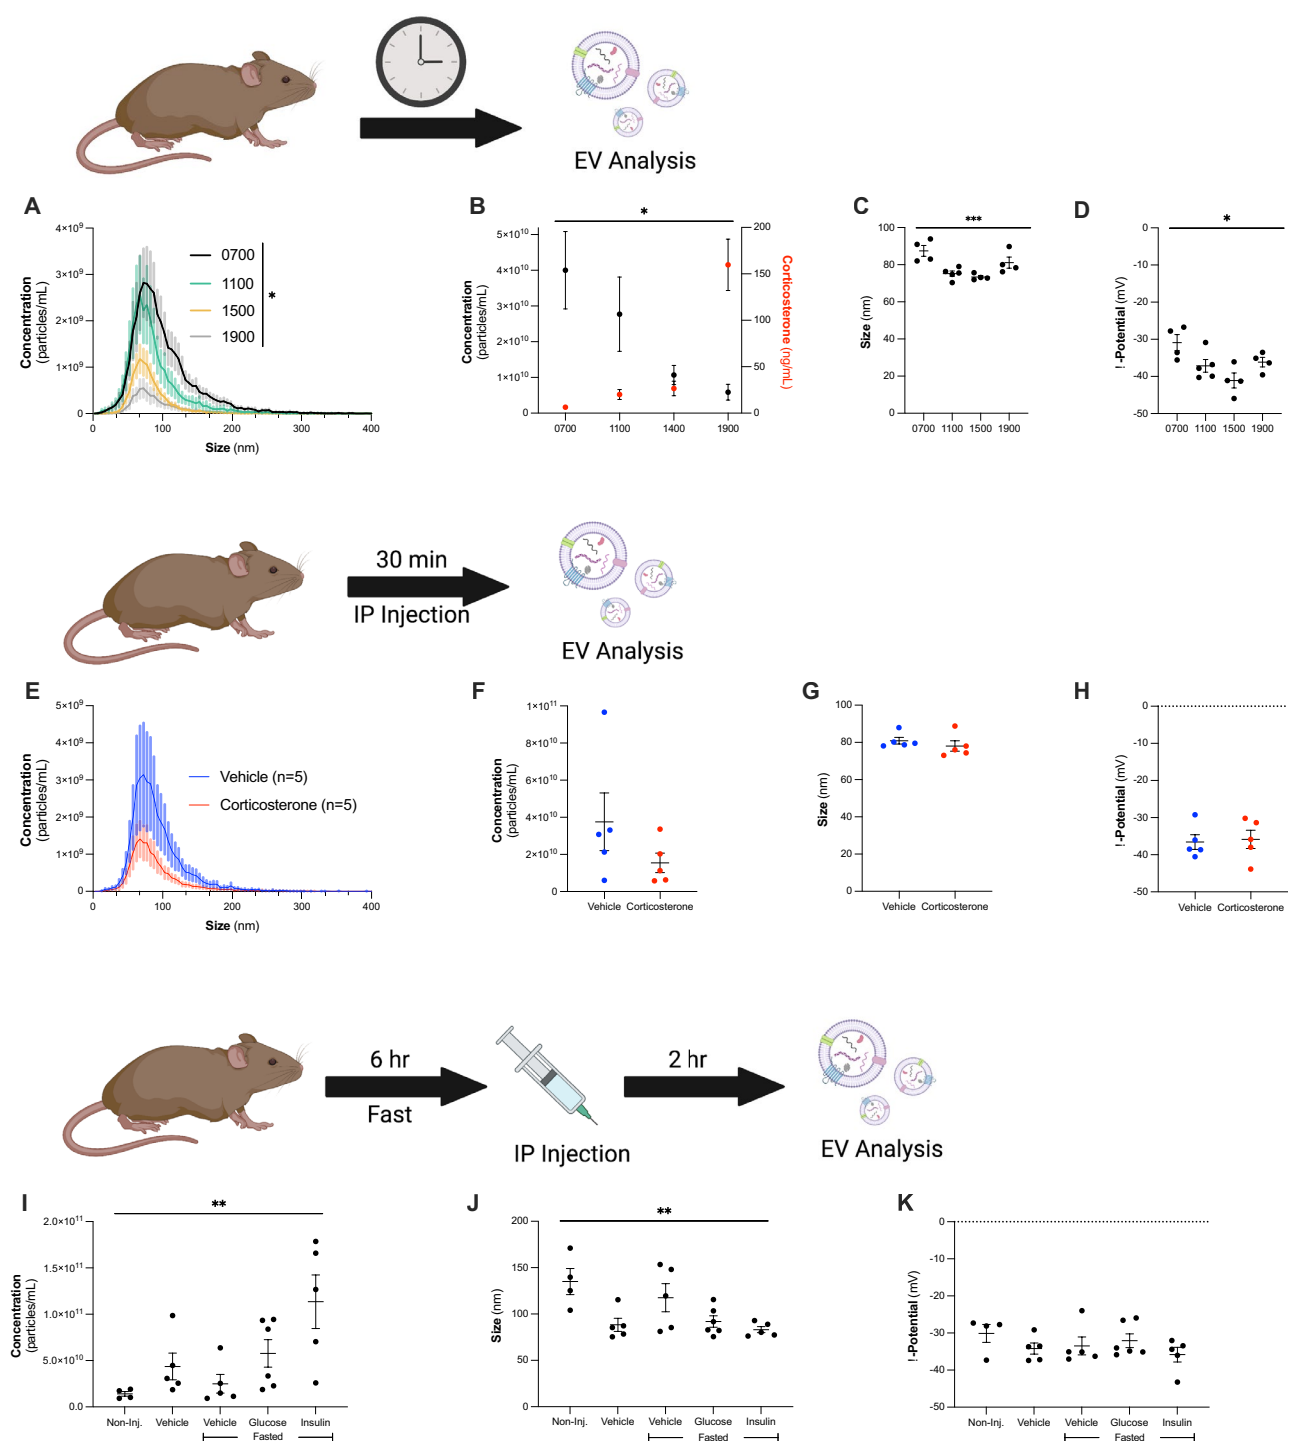 EV Analysis
A
Concentration
(particles/mL)
4×10⁹
3×10⁹
2×10⁹
1×10⁹
0
0700
1100
1500
1900
*
0 100 200 300 400
Size (nm)
B
*
Concentration
(particles/mL)
5×10¹⁰
4×10¹⁰
3×10¹⁰
2×10¹⁰
1×10¹⁰
0
200
150
100
50
0
Corticosterone (ng/mL)
0700 1100 1400 1900
C
***
Size (nm)
100
80
60
40
20
0
0700 1100 1500 1900
D
*
!-Potential (mV)
0
-10
-20
-30
-40
-50
0700 1100 1500 1900
30 min
IP Injection
EV Analysis
E
Concentration
(particles/mL)
5×10⁹
4×10⁹
3×10⁹
2×10⁹
1×10⁹
0
Vehicle (n=5)
Corticosterone (n=5)
0 100 200 300 400
Size (nm)
F
Concentration
(particles/mL)
1×10¹¹
8×10¹⁰
6×10¹⁰
4×10¹⁰
2×10¹⁰
0
Vehicle Corticosterone
G
Size (nm)
100
80
60
40
20
0
Vehicle Corticosterone
H
!-Potential (mV)
0
-10
-20
-30
-40
-50
Vehicle Corticosterone
6 hr
Fast
IP Injection
2 hr
EV Analysis
I
**
Concentration
(particles/mL)
2.0×10¹¹
1.5×10¹¹
1.0×10¹¹
5.0×10¹⁰
0.0
Non-Inj. Vehicle Vehicle Glucose Insulin
Fasted
J
**
Size (nm)
200
150
100
50
0
Non-Inj. Vehicle Vehicle Glucose Insulin
Fasted
K
!-Potential (mV)
0
-10
-20
-30
-40
-50
Non-Inj. Vehicle Vehicle Glucose Insulin
Fasted